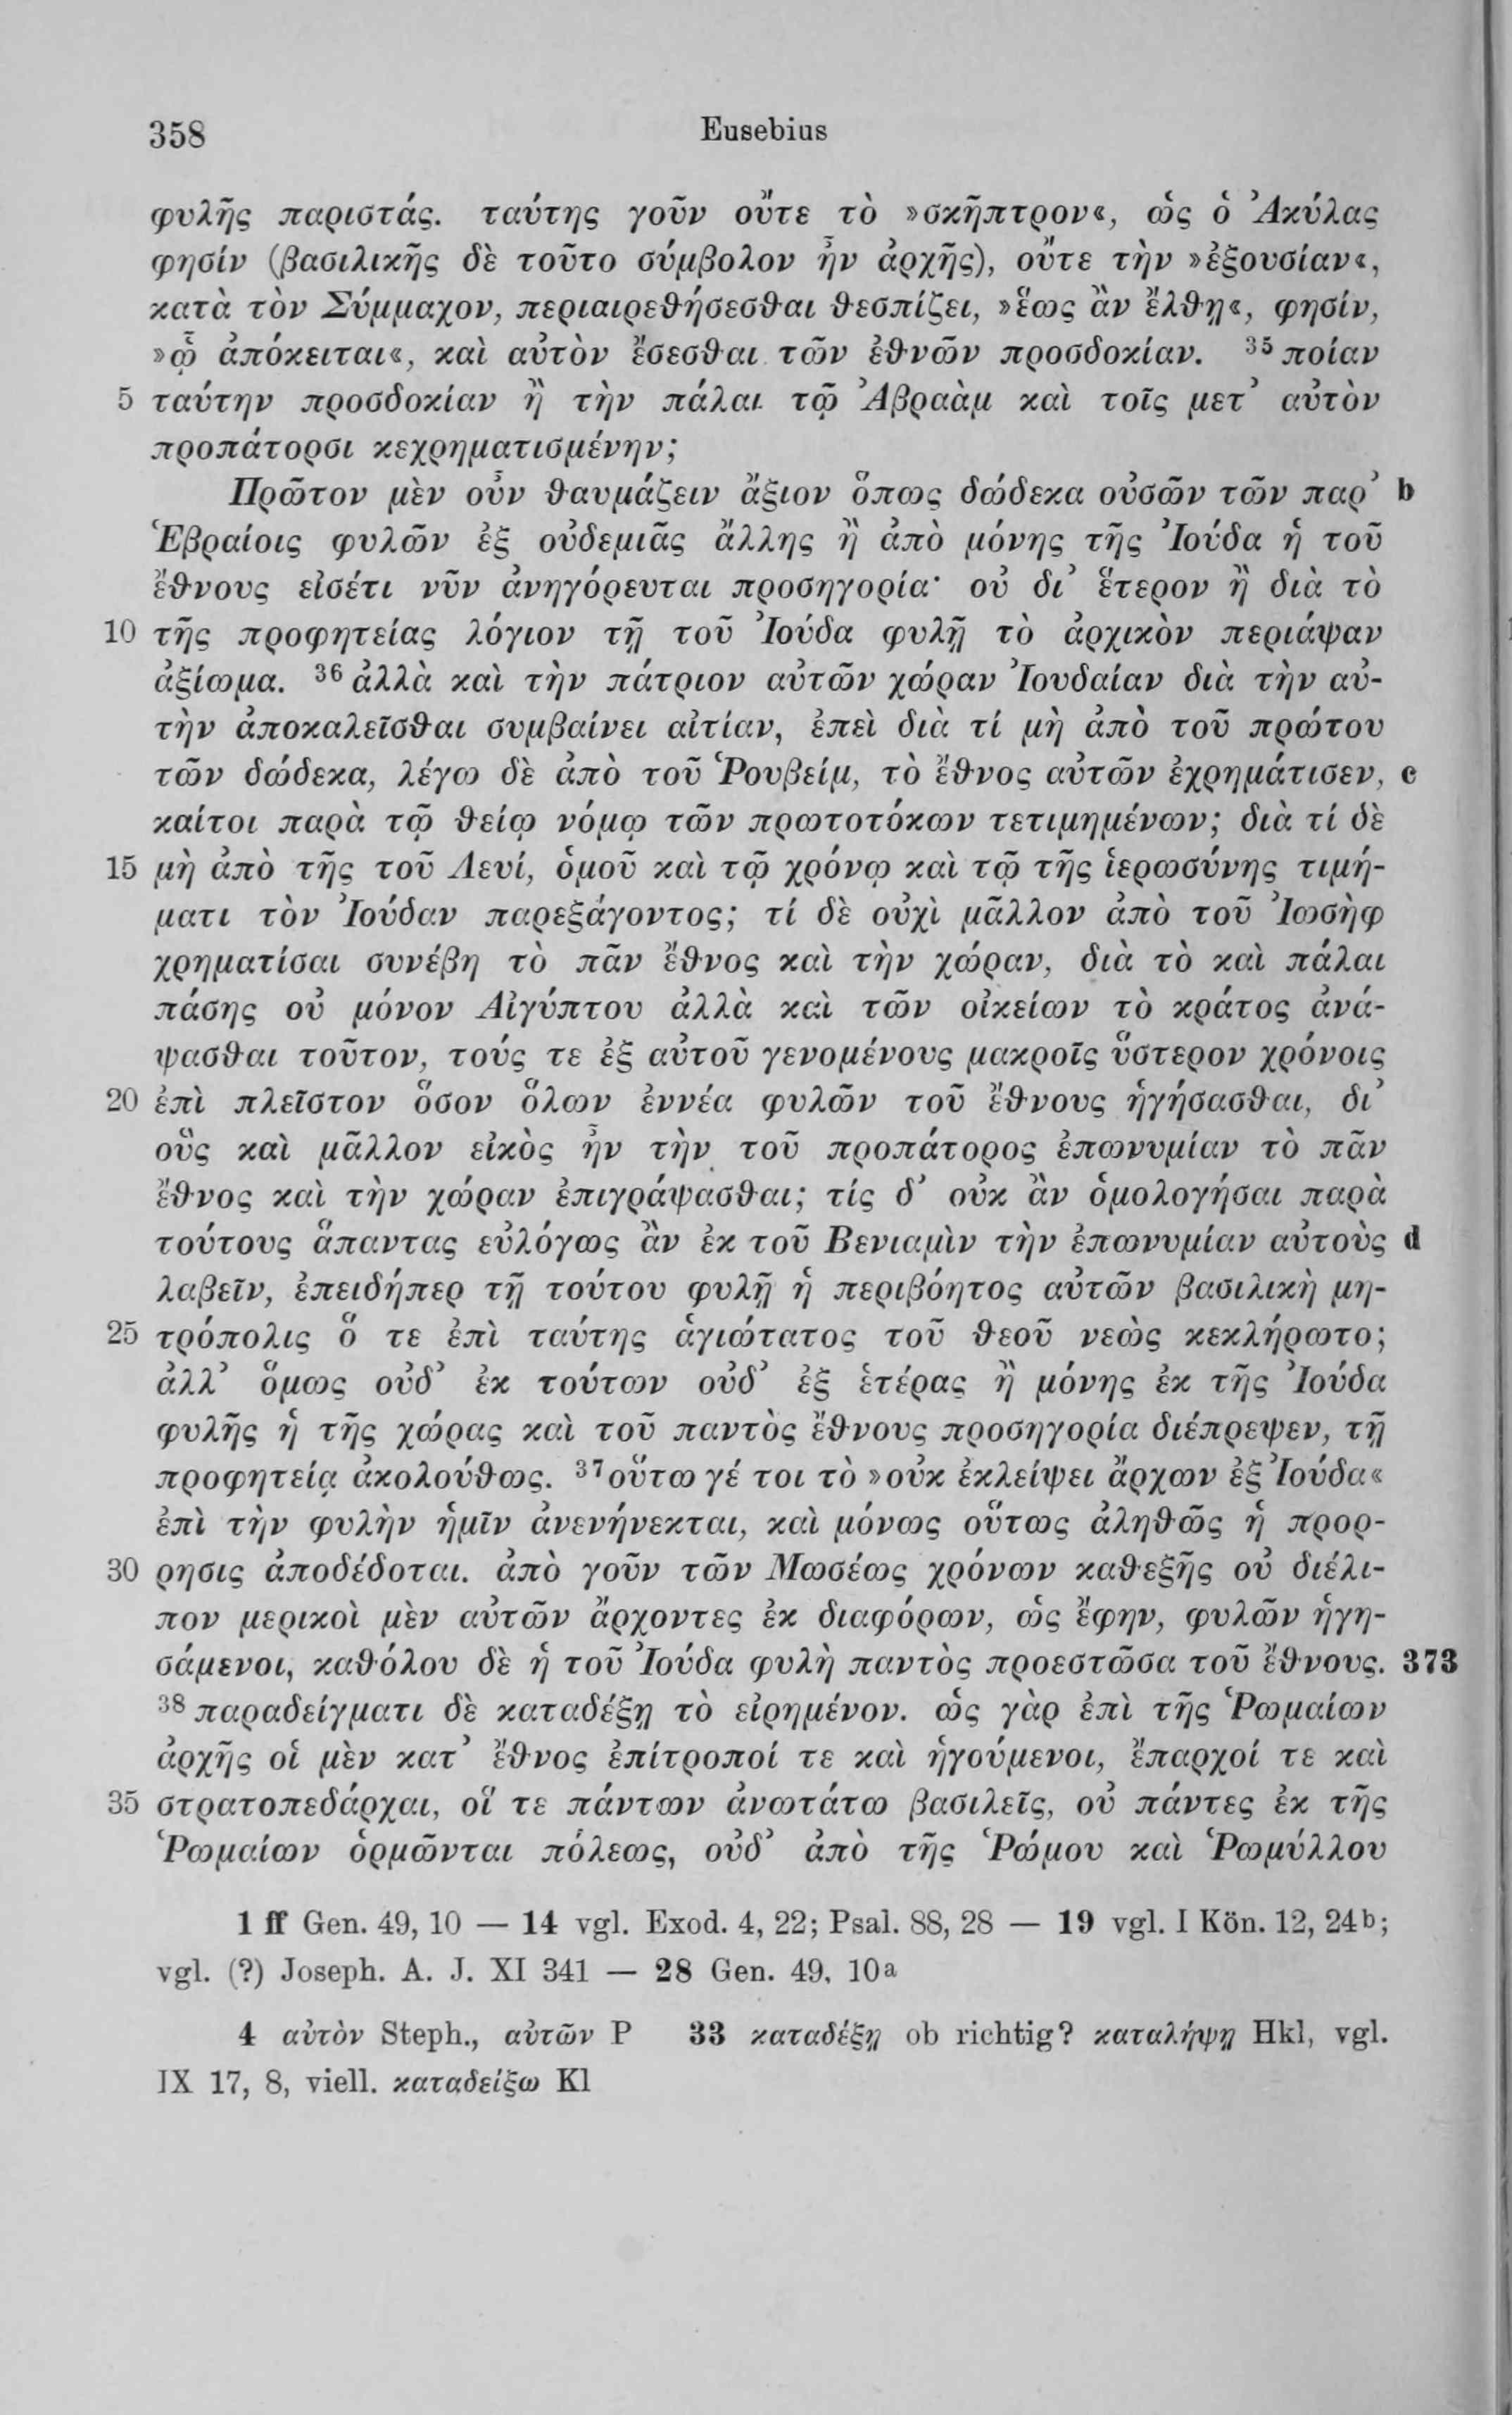 358 Eusebius
φυλῆς παριστάς. ταύτης γοῦν οὔτε τὸ »σκῆπτρον«, ὡς ὁ Ἀκύλας
φησίν (βασιλικῆς δὲ τοῦτο σύμβολον ἦν ἀρχῆς), οὔτε τὴν »ἐξουσίαν«,
κατὰ τὸν Σύμμαχον, περιαιρεθήσεσθαι θεσπίζει, »ἕως ἂν ἔλθῃ«, φησίν,
»ᾧ ἀπόκειται«, καὶ αὐτὸν ἔσεσθαι τῶν ἐθνῶν προσδοκίαν. ³⁵ ποίαν
5 ταύτην προσδοκίαν ἢ τὴν πάλαι τῷ Ἀβραὰμ καὶ τοῖς μετ᾽ αὐτὸν
προπάτορσι κεχρηματισμένην;
Πρῶτον μὲν οὖν θαυμάζειν ἄξιον ὅπως δώδεκα οὐσῶν τῶν παρ᾽ b
Ἑβραίοις φυλῶν ἐξ οὐδεμιᾶς ἄλλης ἢ ἀπὸ μόνης τῆς Ἰούδα ἡ τοῦ
ἔθνους εἰσέτι νῦν ἀνηγόρευται προσηγορία· οὐ δι᾽ ἕτερον ἢ διὰ τὸ
10 τῆς προφητείας λόγιον τῇ τοῦ Ἰούδα φυλῇ τὸ ἀρχικὸν περιάψαν
ἀξίωμα. ³⁶ ἀλλὰ καὶ τὴν πάτριον αὐτῶν χώραν Ἰουδαίαν διὰ τὴν αὐ-
τὴν ἀποκαλεῖσθαι συμβαίνει αἰτίαν, ἐπεὶ διὰ τί μὴ ἀπὸ τοῦ πρώτου
τῶν δώδεκα, λέγω δὲ ἀπὸ τοῦ Ῥουβείμ, τὸ ἔθνος αὐτῶν ἐχρημάτισεν, c
καίτοι παρὰ τῷ θείῳ νόμῳ τῶν πρωτοτόκων τετιμημένων; διὰ τί δὲ
15 μὴ ἀπὸ τῆς τοῦ Λευί, ὁμοῦ καὶ τῷ χρόνῳ καὶ τῷ τῆς ἱερωσύνης τιμή-
ματι τὸν Ἰούδαν παρεξάγοντος; τί δὲ οὐχὶ μᾶλλον ἀπὸ τοῦ Ἰωσὴφ
χρηματίσαι συνέβη τὸ πᾶν ἔθνος καὶ τὴν χώραν, διὰ τὸ καὶ πάλαι
πάσης οὐ μόνον Αἰγύπτου ἀλλὰ καὶ τῶν οἰκείων τὸ κράτος ἀνά-
ψασθαι τοῦτον, τούς τε ἐξ αὐτοῦ γενομένους μακροῖς ὕστερον χρόνοις
20 ἐπὶ πλεῖστον ὅσον ὅλων ἐννέα φυλῶν τοῦ ἔθνους ἡγήσασθαι, δι᾽
οὓς καὶ μᾶλλον εἰκὸς ἦν τὴν τοῦ προπάτορος ἐπωνυμίαν τὸ πᾶν
ἔθνος καὶ τὴν χώραν ἐπιγράψασθαι; τίς δ᾽ οὐκ ἂν ὁμολογήσαι παρὰ
τούτους ἅπαντας εὐλόγως ἂν ἐκ τοῦ Βενιαμὶν τὴν ἐπωνυμίαν αὐτοὺς d
λαβεῖν, ἐπειδήπερ τῇ τούτου φυλῇ ἡ περιβόητος αὐτῶν βασιλικὴ μη-
25 τρόπολις ὅ τε ἐπὶ ταύτης ἁγιώτατος τοῦ θεοῦ νεὼς κεκλήρωτο;
ἀλλ᾽ ὅμως οὐδ᾽ ἐκ τούτων οὐδ᾽ ἐξ ἑτέρας ἢ μόνης ἐκ τῆς Ἰούδα
φυλῆς ἡ τῆς χώρας καὶ τοῦ παντὸς ἔθνους προσηγορία διέπρεψεν, τῇ
προφητείᾳ ἀκολούθως. ³⁷ οὕτω γέ τοι τὸ »οὐκ ἐκλείψει ἄρχων ἐξ Ἰούδα«
ἐπὶ τὴν φυλὴν ἡμῖν ἀνενήνεκται, καὶ μόνως οὕτως ἀληθῶς ἡ προρ-
30 ρησις ἀποδέδοται. ἀπὸ γοῦν τῶν Μωσέως χρόνων καθεξῆς οὐ διέλι-
πον μερικοὶ μὲν αὐτῶν ἄρχοντες ἐκ διαφόρων, ὡς ἔφην, φυλῶν ἡγη-
σάμενοι, καθόλου δὲ ἡ τοῦ Ἰούδα φυλὴ παντὸς προεστῶσα τοῦ ἔθνους. 373
³⁸ παραδείγματι δὲ καταδέξῃ τὸ εἰρημένον. ὡς γὰρ ἐπὶ τῆς Ῥωμαίων
ἀρχῆς οἱ μὲν κατ᾽ ἔθνος ἐπίτροποί τε καὶ ἡγούμενοι, ἔπαρχοί τε καὶ
35 στρατοπεδάρχαι, οἵ τε πάντων ἀνωτάτω βασιλεῖς, οὐ πάντες ἐκ τῆς
Ῥωμαίων ὁρμῶνται πόλεως, οὐδ᾽ ἀπὸ τῆς Ῥώμου καὶ Ῥωμύλλου
1 ff Gen. 49, 10 — 14 vgl. Exod. 4, 22; Psal. 88, 28 — 19 vgl. I Kön. 12, 24b;
vgl. (?) Joseph. A. J. XI 341 — 28 Gen. 49, 10a
4 αὐτὸν Steph., αὐτῶν P 33 καταδέξῃ ob richtig? καταλήψῃ Hkl, vgl.
IX 17, 8, viell. καταδείξω Kl